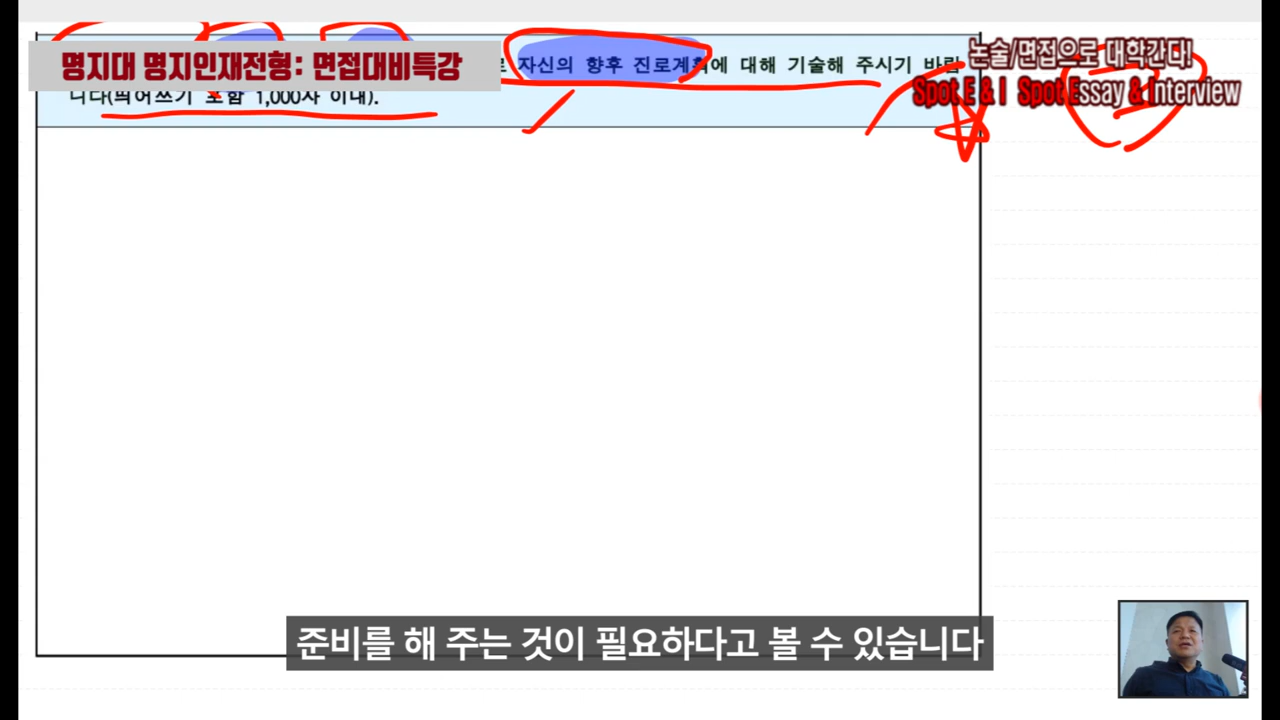 명지대 명지인재전형: 면접대비특강
자신의 향후 진로계획에 대해 기술해 주시기 바랍
니다(띄어쓰기 포함 1,000자 이내).
논술/면접으로 대학간다!
Spot E & I Spot Essay & Interview
준비를 해 주는 것이 필요하다고 볼 수 있습니다